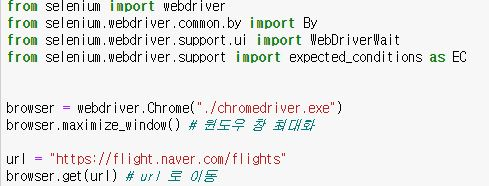 from selenium import webdriver
from selenium.webdriver.common.by import By
from selenium.webdriver.support.ui import WebDriverWait
from selenium.webdriver.support import expected_conditions as EC
browser = webdriver.Chrome("./chromedriver.exe")
browser.maximize_window() # 윈도우 창 최대화
url = "https://flight.naver.com/flights"
browser.get(url) # url 로 이동